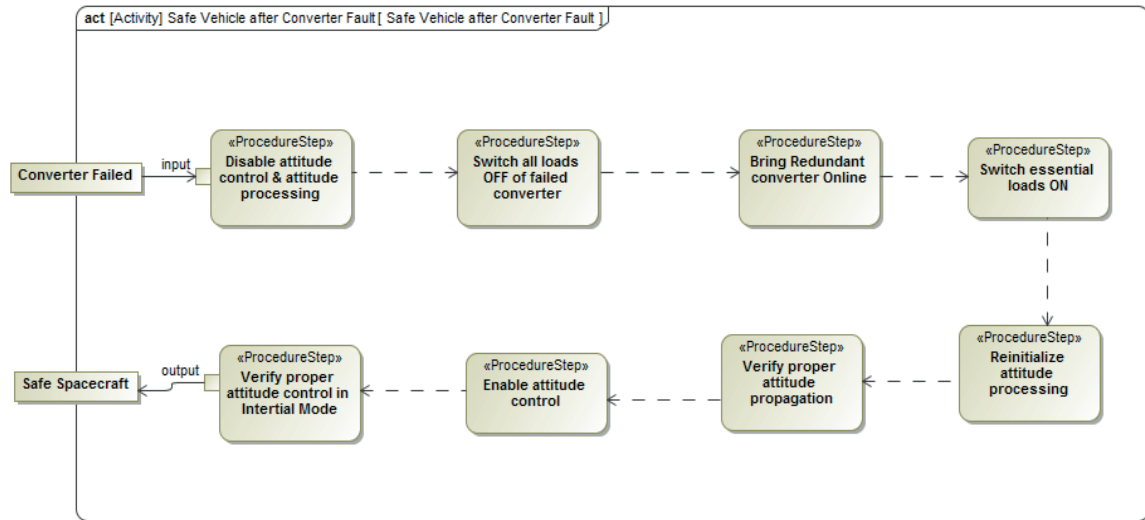 act [Activity] Safe Vehicle after Converter Fault [ Safe Vehicle after Converter Fault ]
Converter Failed
input
«ProcedureStep»
Disable attitude
control & attitude
processing
«ProcedureStep»
Switch all loads
OFF of failed
converter
«ProcedureStep»
Bring Redundant
converter Online
«ProcedureStep»
Switch essential
loads ON
«ProcedureStep»
Reinitialize
attitude
processing
«ProcedureStep»
Verify proper
attitude
propagation
«ProcedureStep»
Enable attitude
control
«ProcedureStep»
Verify proper
attitude control in
Intertial Mode
output
Safe Spacecraft